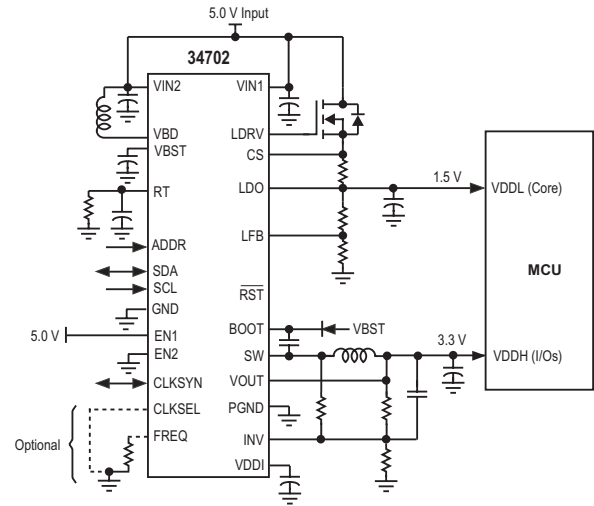 5.0 V Input
34702
VIN2
VIN1
VBD
LDRV
VBST
CS
RT
LDO
1.5 V
VDDL (Core)
ADDR
LFB
SDA
SCL
RST
MCU
GND
5.0 V
EN1
BOOT
VBST
3.3 V
EN2
SW
VDDH (I/Os)
CLKSYN
VOUT
CLKSEL
PGND
Optional
FREQ
INV
VDDI